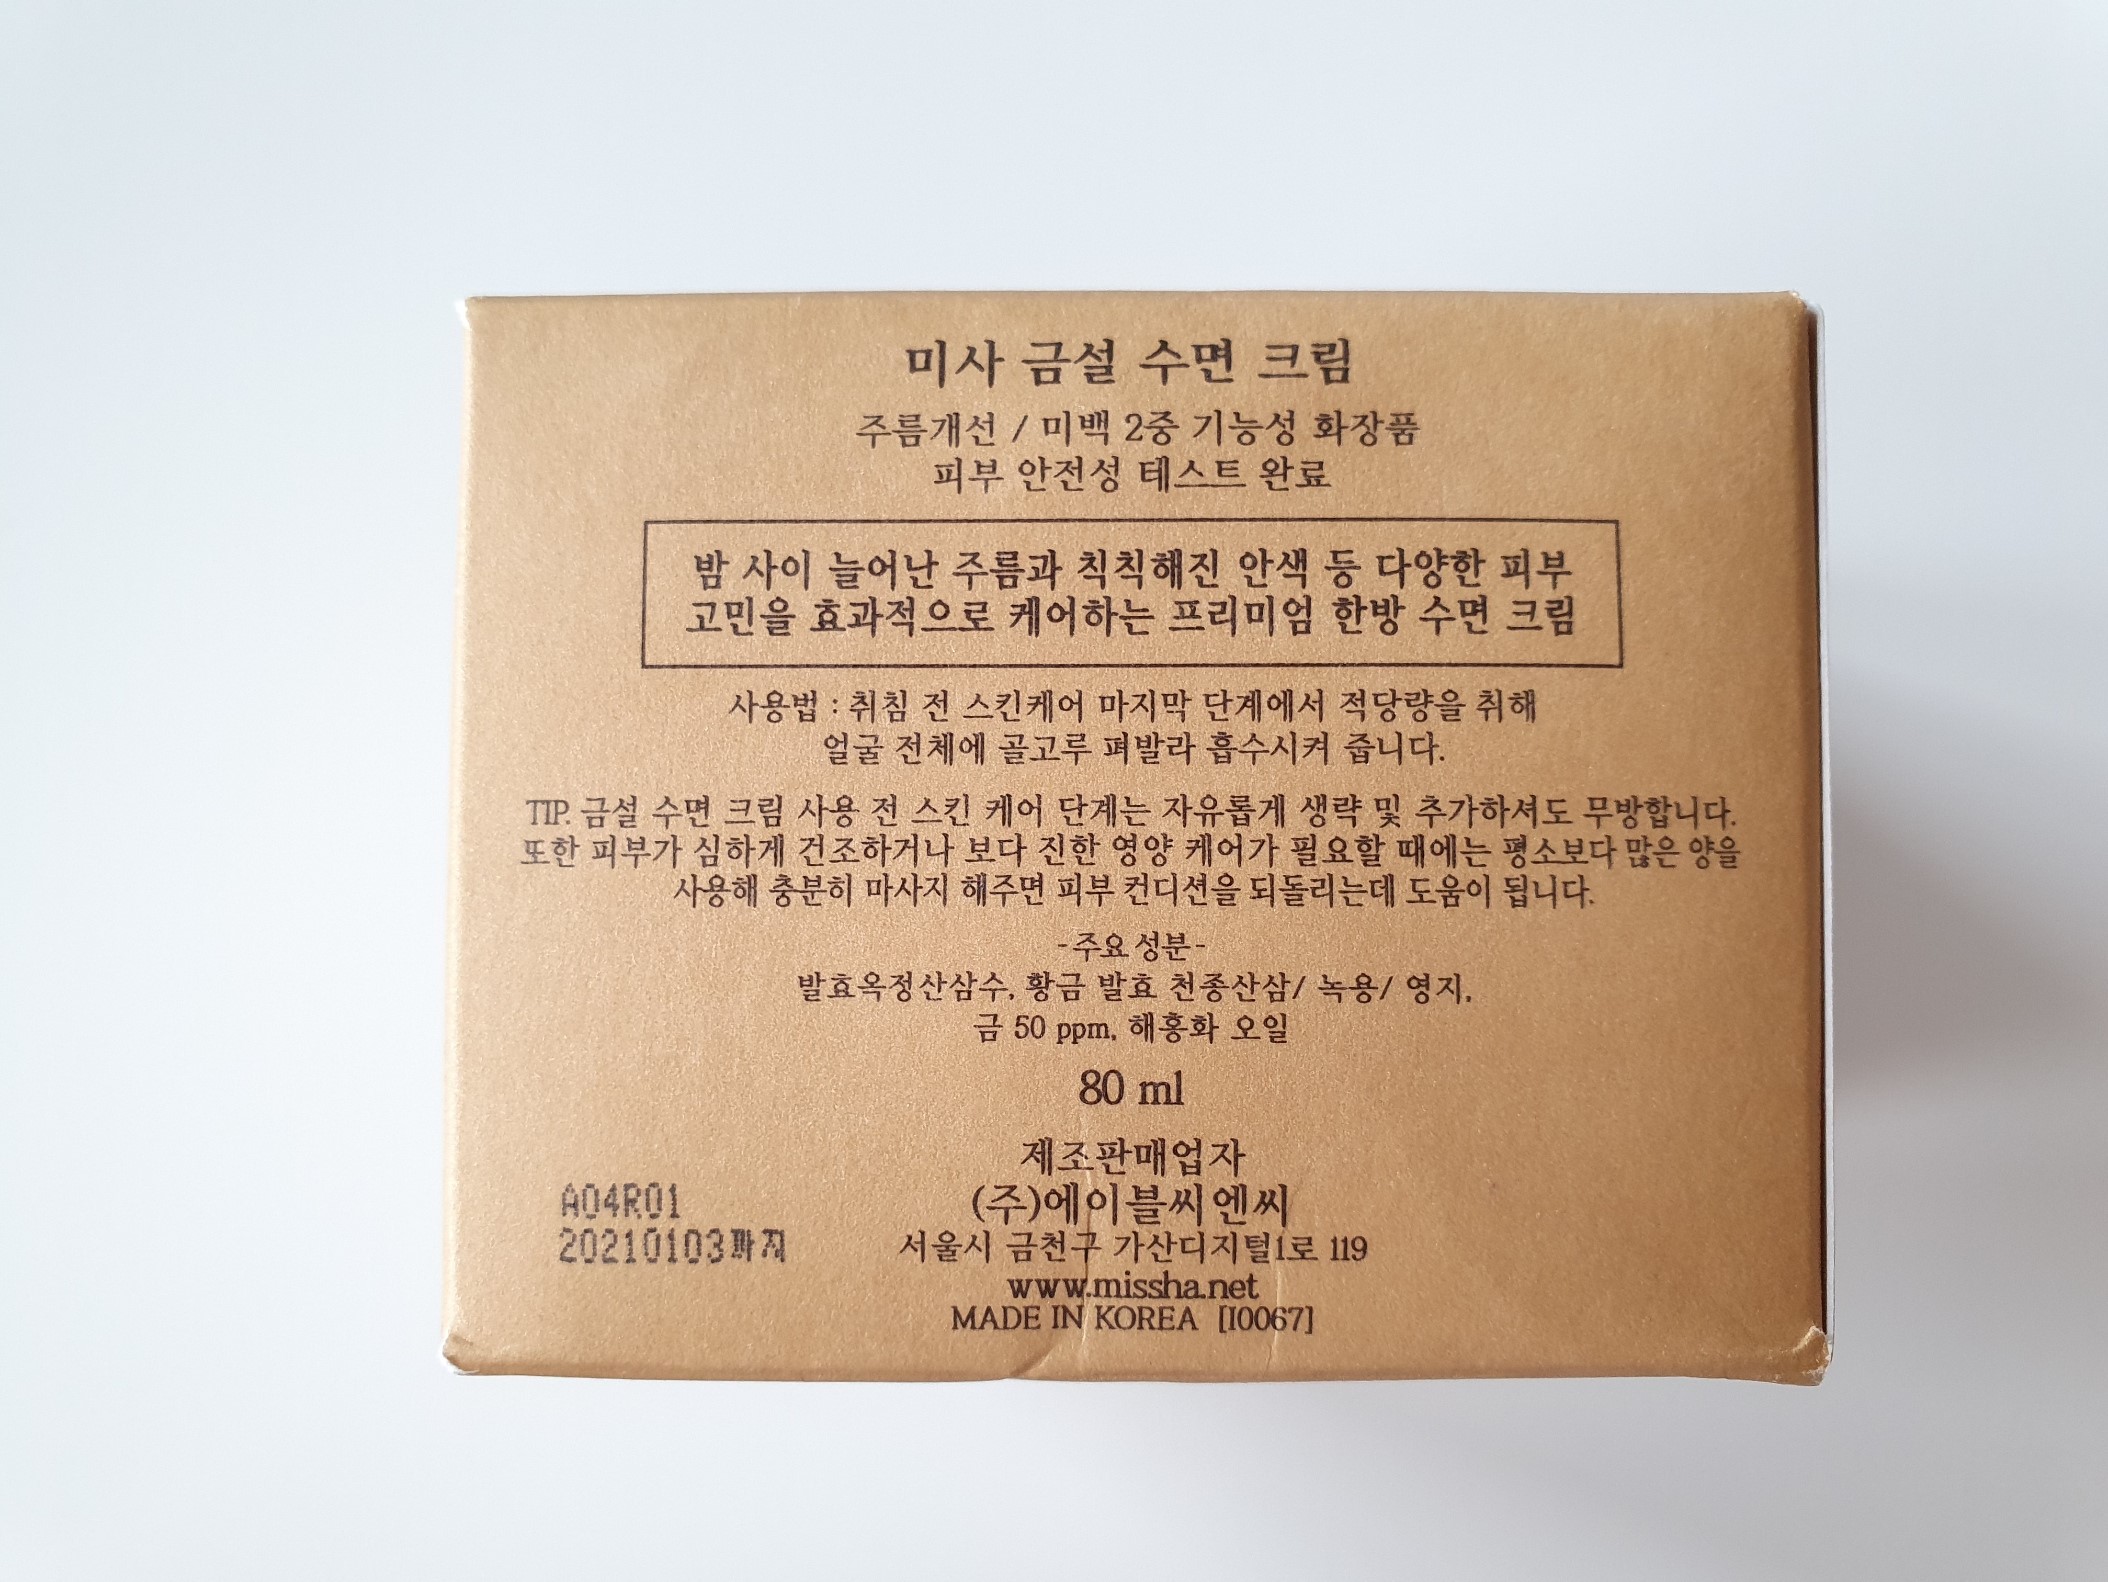 미사 금설 수면 크림
주름개선 / 미백 2중 기능성 화장품
피부 안전성 테스트 완료
밤 사이 늘어난 주름과 칙칙해진 안색 등 다양한 피부
고민을 효과적으로 케어하는 프리미엄 한방 수면 크림
사용법 : 취침 전 스킨케어 마지막 단계에서 적당량을 취해
얼굴 전체에 골고루 펴발라 흡수시켜 줍니다.
TIP. 금설 수면 크림 사용 전 스킨 케어 단계는 자유롭게 생략 및 추가하셔도 무방합니다.
또한 피부가 심하게 건조하거나 보다 진한 영양 케어가 필요할 때에는 평소보다 많은 양을
사용해 충분히 마사지 해주면 피부 컨디션을 되돌리는데 도움이 됩니다.
-주요성분-
발효옥정산삼수, 황금 발효 천종산삼/ 녹용/ 영지,
금 50 ppm, 해홍화 오일
80 ml
제조판매업자
(주)에이블씨엔씨
서울시 금천구 가산디지털1로 119
www.missha.net
MADE IN KOREA [I0067]
A04R01
20210103까지